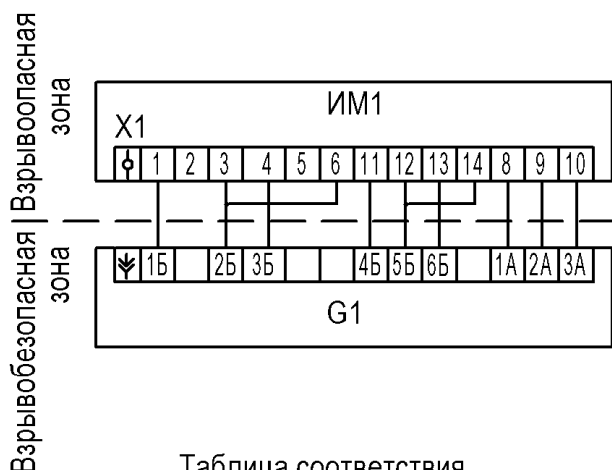 Взрывоопасная
зона
ИМ1
X1
1 2 3 4 5 6 11 12 13 14 8 9 10
Взрывобезопасная
зона
1Б 2Б 3Б 4Б 5Б 6Б 1А 2А 3А
G1
Таблица соответствия